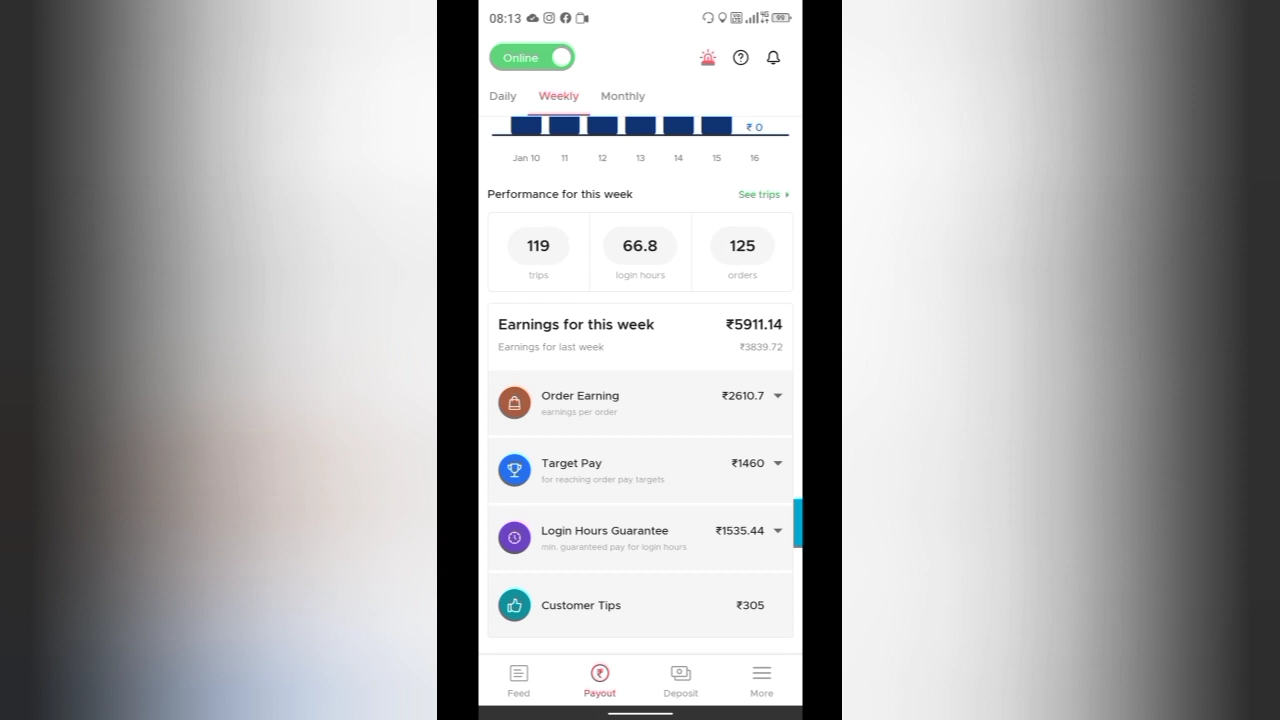 08:13
Online
Daily Weekly Monthly
₹ 0
Jan 10 11 12 13 14 15 16
Performance for this week See trips
119 66.8 125
trips login hours orders
Earnings for this week ₹5911.14
Earnings for last week ₹3839.72
Order Earning ₹2610.7
earnings per order
Target Pay ₹1460
for reaching order pay targets
Login Hours Guarantee ₹1535.44
min. guaranteed pay for login hours
Customer Tips ₹305
Feed Payout Deposit More